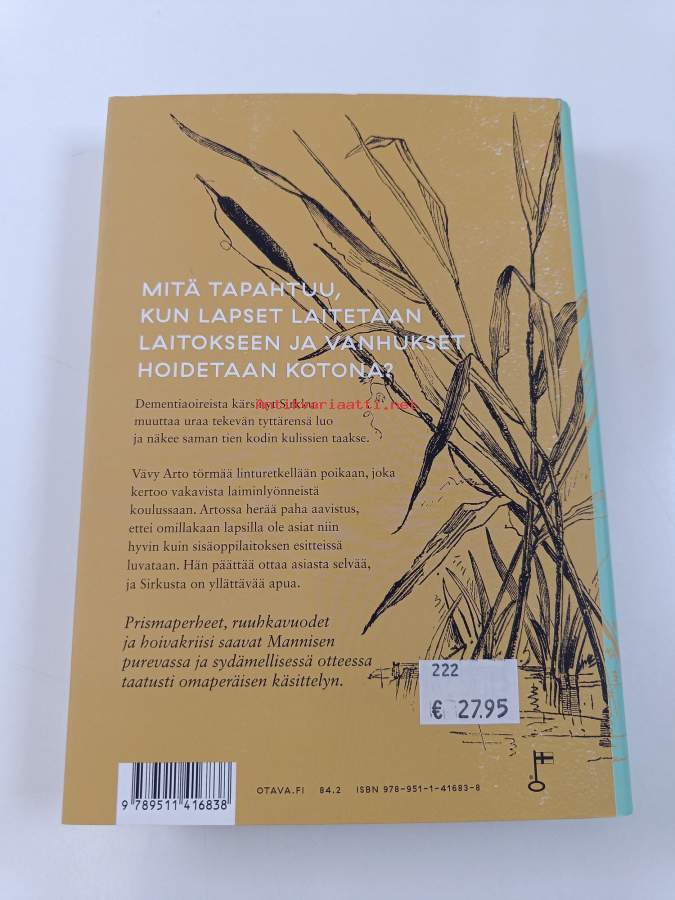 MITÄ TAPAHTUU,
KUN LAPSET LAITETAAN
LAITOKSEEN JA VANHUKSET
HOIDETAAN KOTONA?
Antikvariaatti.net
Dementiaoireista kärsivä Sirkku
muuttaa uraa tekevän tyttärensä luo
ja näkee saman tien kodin kulissien taakse.
Vävy Arto törmää linturetkellään poikaan, joka
kertoo vakavista laiminlyönneistä
koulussaan. Artossa herää paha aavistus,
ettei omillakaan lapsilla ole asiat niin
hyvin kuin sisäoppilaitoksen esitteissä
luvataan. Hän päättää ottaa asiasta selvää,
ja Sirkusta on yllättävää apua.
Prismaperheet, ruuhkavuodet
ja hoivakriisi saavat Mannisen
purevassa ja sydämellisessä otteessa
taatusti omaperäisen käsittelyn.
222
€ 27.95
9 789511 416838
OTAVA.FI 84.2 ISBN 978-951-1-41683-8